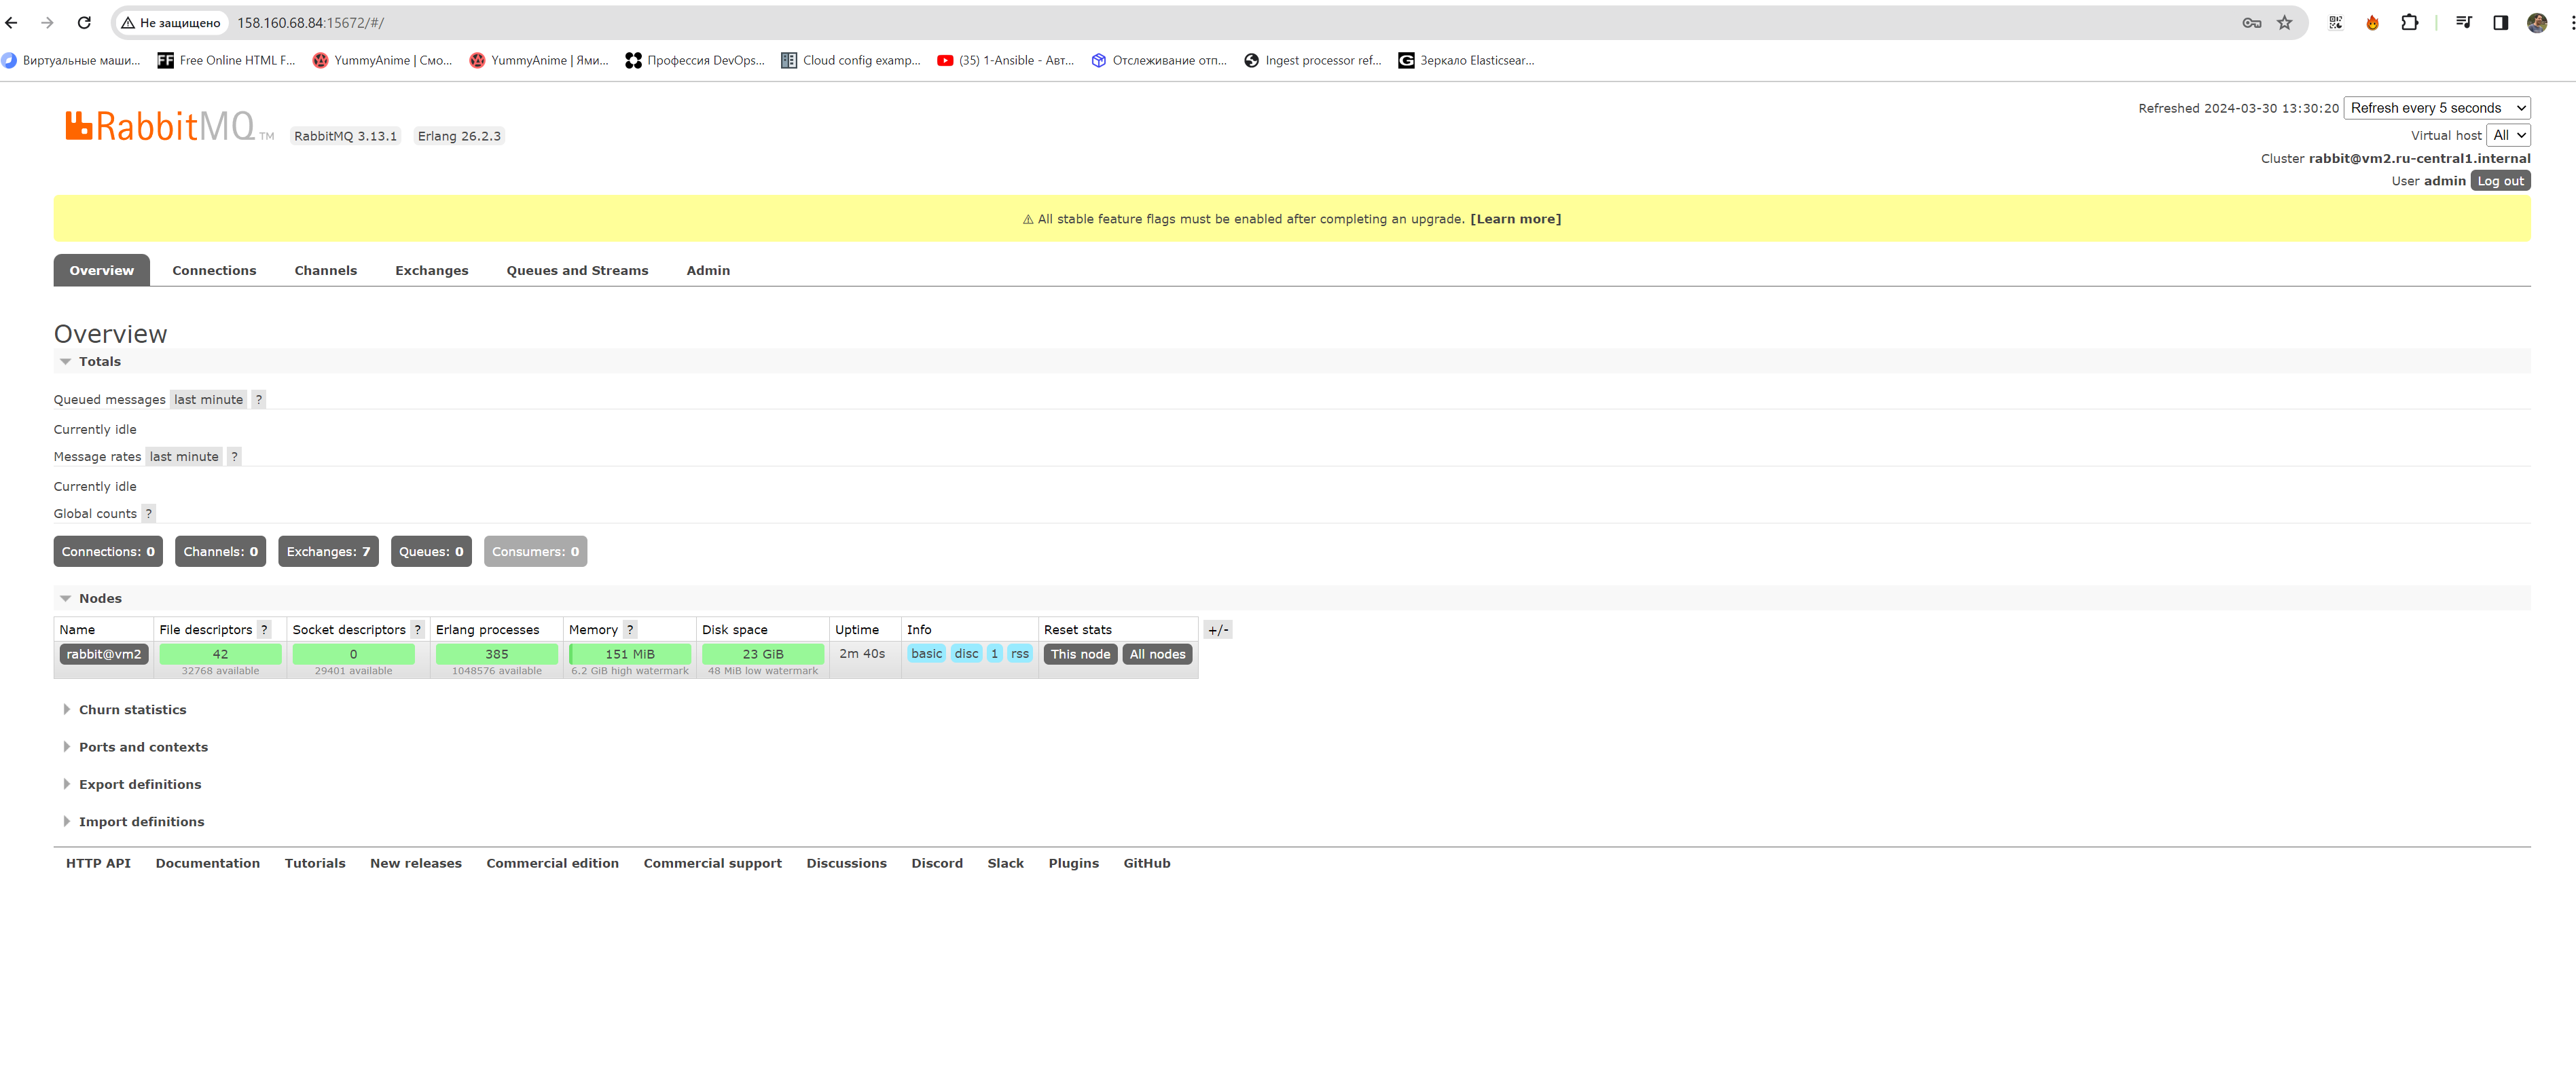 Не защищено 158.160.68.84:15672/#/
Виртуальные маши... Free Online HTML F... YummyAnime | Смо... YummyAnime | Ями... Профессия DevOps... Cloud config examp... (35) 1-Ansible - Авт... Отслеживание отп... Ingest processor ref... Зеркало Elasticsear...
Refreshed 2024-03-30 13:30:20 Refresh every 5 seconds
RabbitMQ TM RabbitMQ 3.13.1 Erlang 26.2.3
Virtual host All
Cluster rabbit@vm2.ru-central1.internal
User admin Log out
⚠ All stable feature flags must be enabled after completing an upgrade. [Learn more]
Overview Connections Channels Exchanges Queues and Streams Admin
Overview
Totals
Queued messages last minute ?
Currently idle
Message rates last minute ?
Currently idle
Global counts ?
Connections: 0 Channels: 0 Exchanges: 7 Queues: 0 Consumers: 0
Nodes
Name File descriptors ? Socket descriptors ? Erlang processes Memory ? Disk space Uptime Info Reset stats +/-
rabbit@vm2 42 0 385 151 MiB 23 GiB 2m 40s basic disc 1 rss This node All nodes
32768 available 29401 available 1048576 available 6.2 GiB high watermark 48 MiB low watermark
Churn statistics
Ports and contexts
Export definitions
Import definitions
HTTP API Documentation Tutorials New releases Commercial edition Commercial support Discussions Discord Slack Plugins GitHub